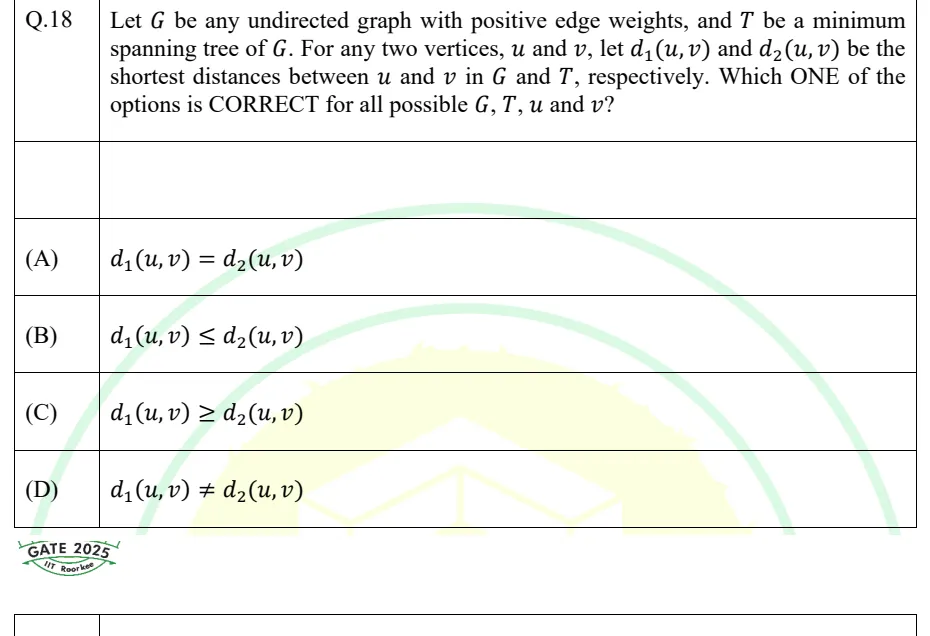 Q.18 Let G be any undirected graph with positive edge weights, and T be a minimum
spanning tree of G. For any two vertices, u and v, let d₁(u, v) and d₂(u, v) be the
shortest distances between u and v in G and T, respectively. Which ONE of the
options is CORRECT for all possible G, T, u and v?
(A) d₁(u, v) = d₂(u, v)
(B) d₁(u, v) ≤ d₂(u, v)
(C) d₁(u, v) ≥ d₂(u, v)
(D) d₁(u, v) ≠ d₂(u, v)
GATE 2025
IIT Roorkee